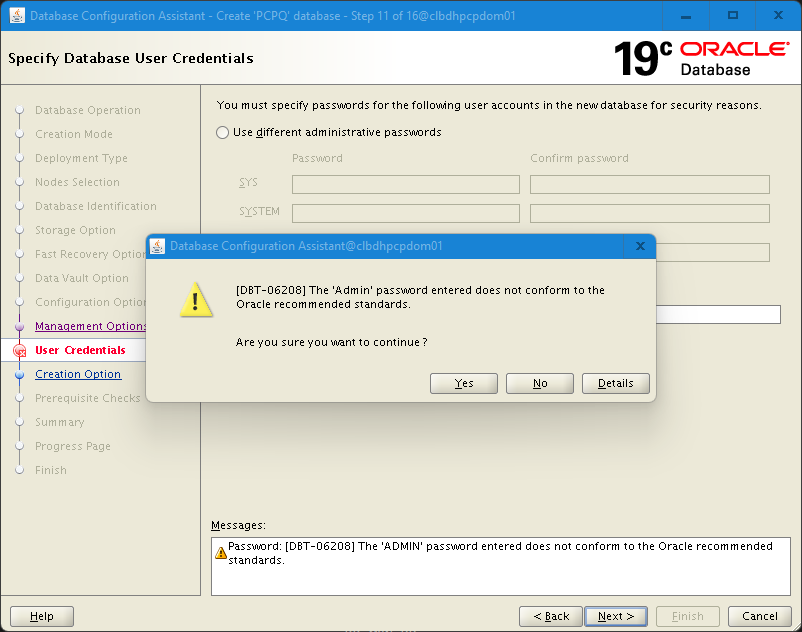 Database Configuration Assistant - Create 'PCPQ' database - Step 11 of 16@clbdhpcpdom01
Specify Database User Credentials
19c ORACLE
Database
Database Operation
Creation Mode
Deployment Type
Nodes Selection
Database Identification
Storage Option
Fast Recovery Option
Data Vault Option
Configuration Option
Management Options
User Credentials
Creation Option
Prerequisite Checks
Summary
Progress Page
Finish
You must specify passwords for the following user accounts in the new database for security reasons.
Use different administrative passwords
Password Confirm password
SYS
SYSTEM
Database Configuration Assistant@clbdhpcpdom01
[DBT-06208] The 'Admin' password entered does not conform to the
Oracle recommended standards.
Are you sure you want to continue?
Yes No Details
Messages:
Password: [DBT-06208] The 'ADMIN' password entered does not conform to the Oracle recommended
standards.
Help < Back Next > Finish Cancel